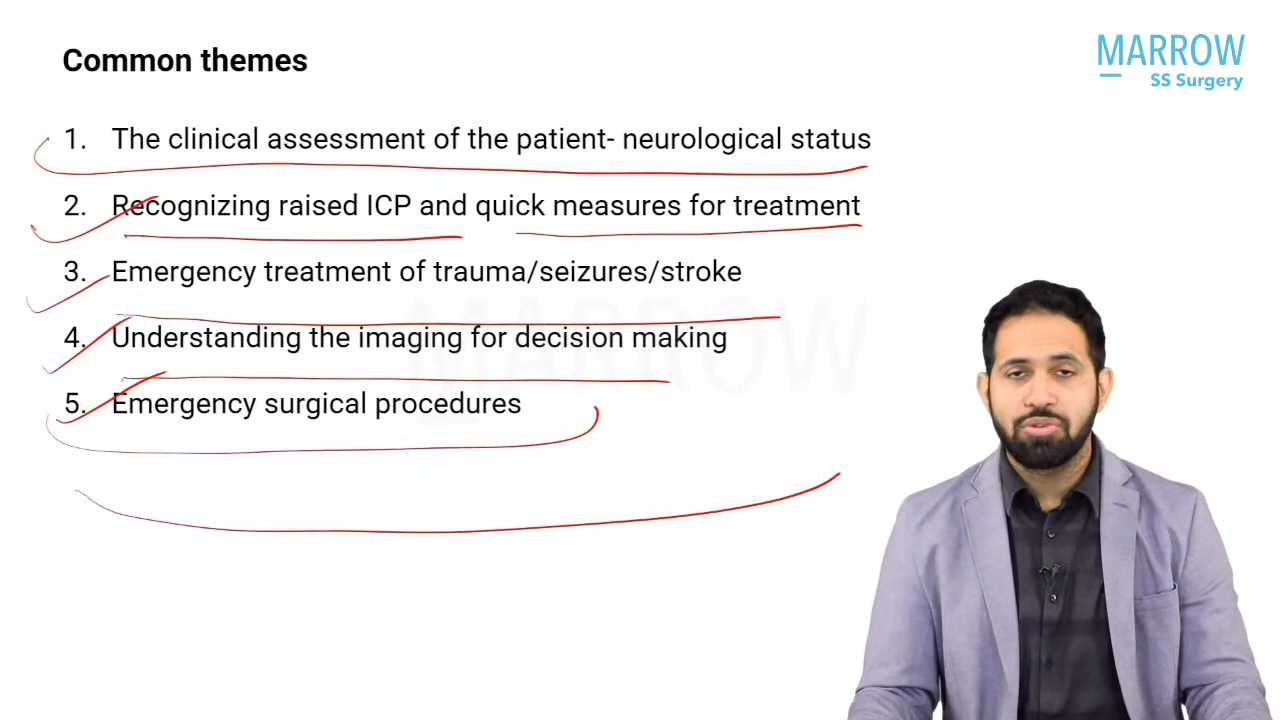 Common themes
MARROW
SS Surgery
1. The clinical assessment of the patient- neurological status
2. Recognizing raised ICP and quick measures for treatment
3. Emergency treatment of trauma/seizures/stroke
4. Understanding the imaging for decision making
5. Emergency surgical procedures
MARROW